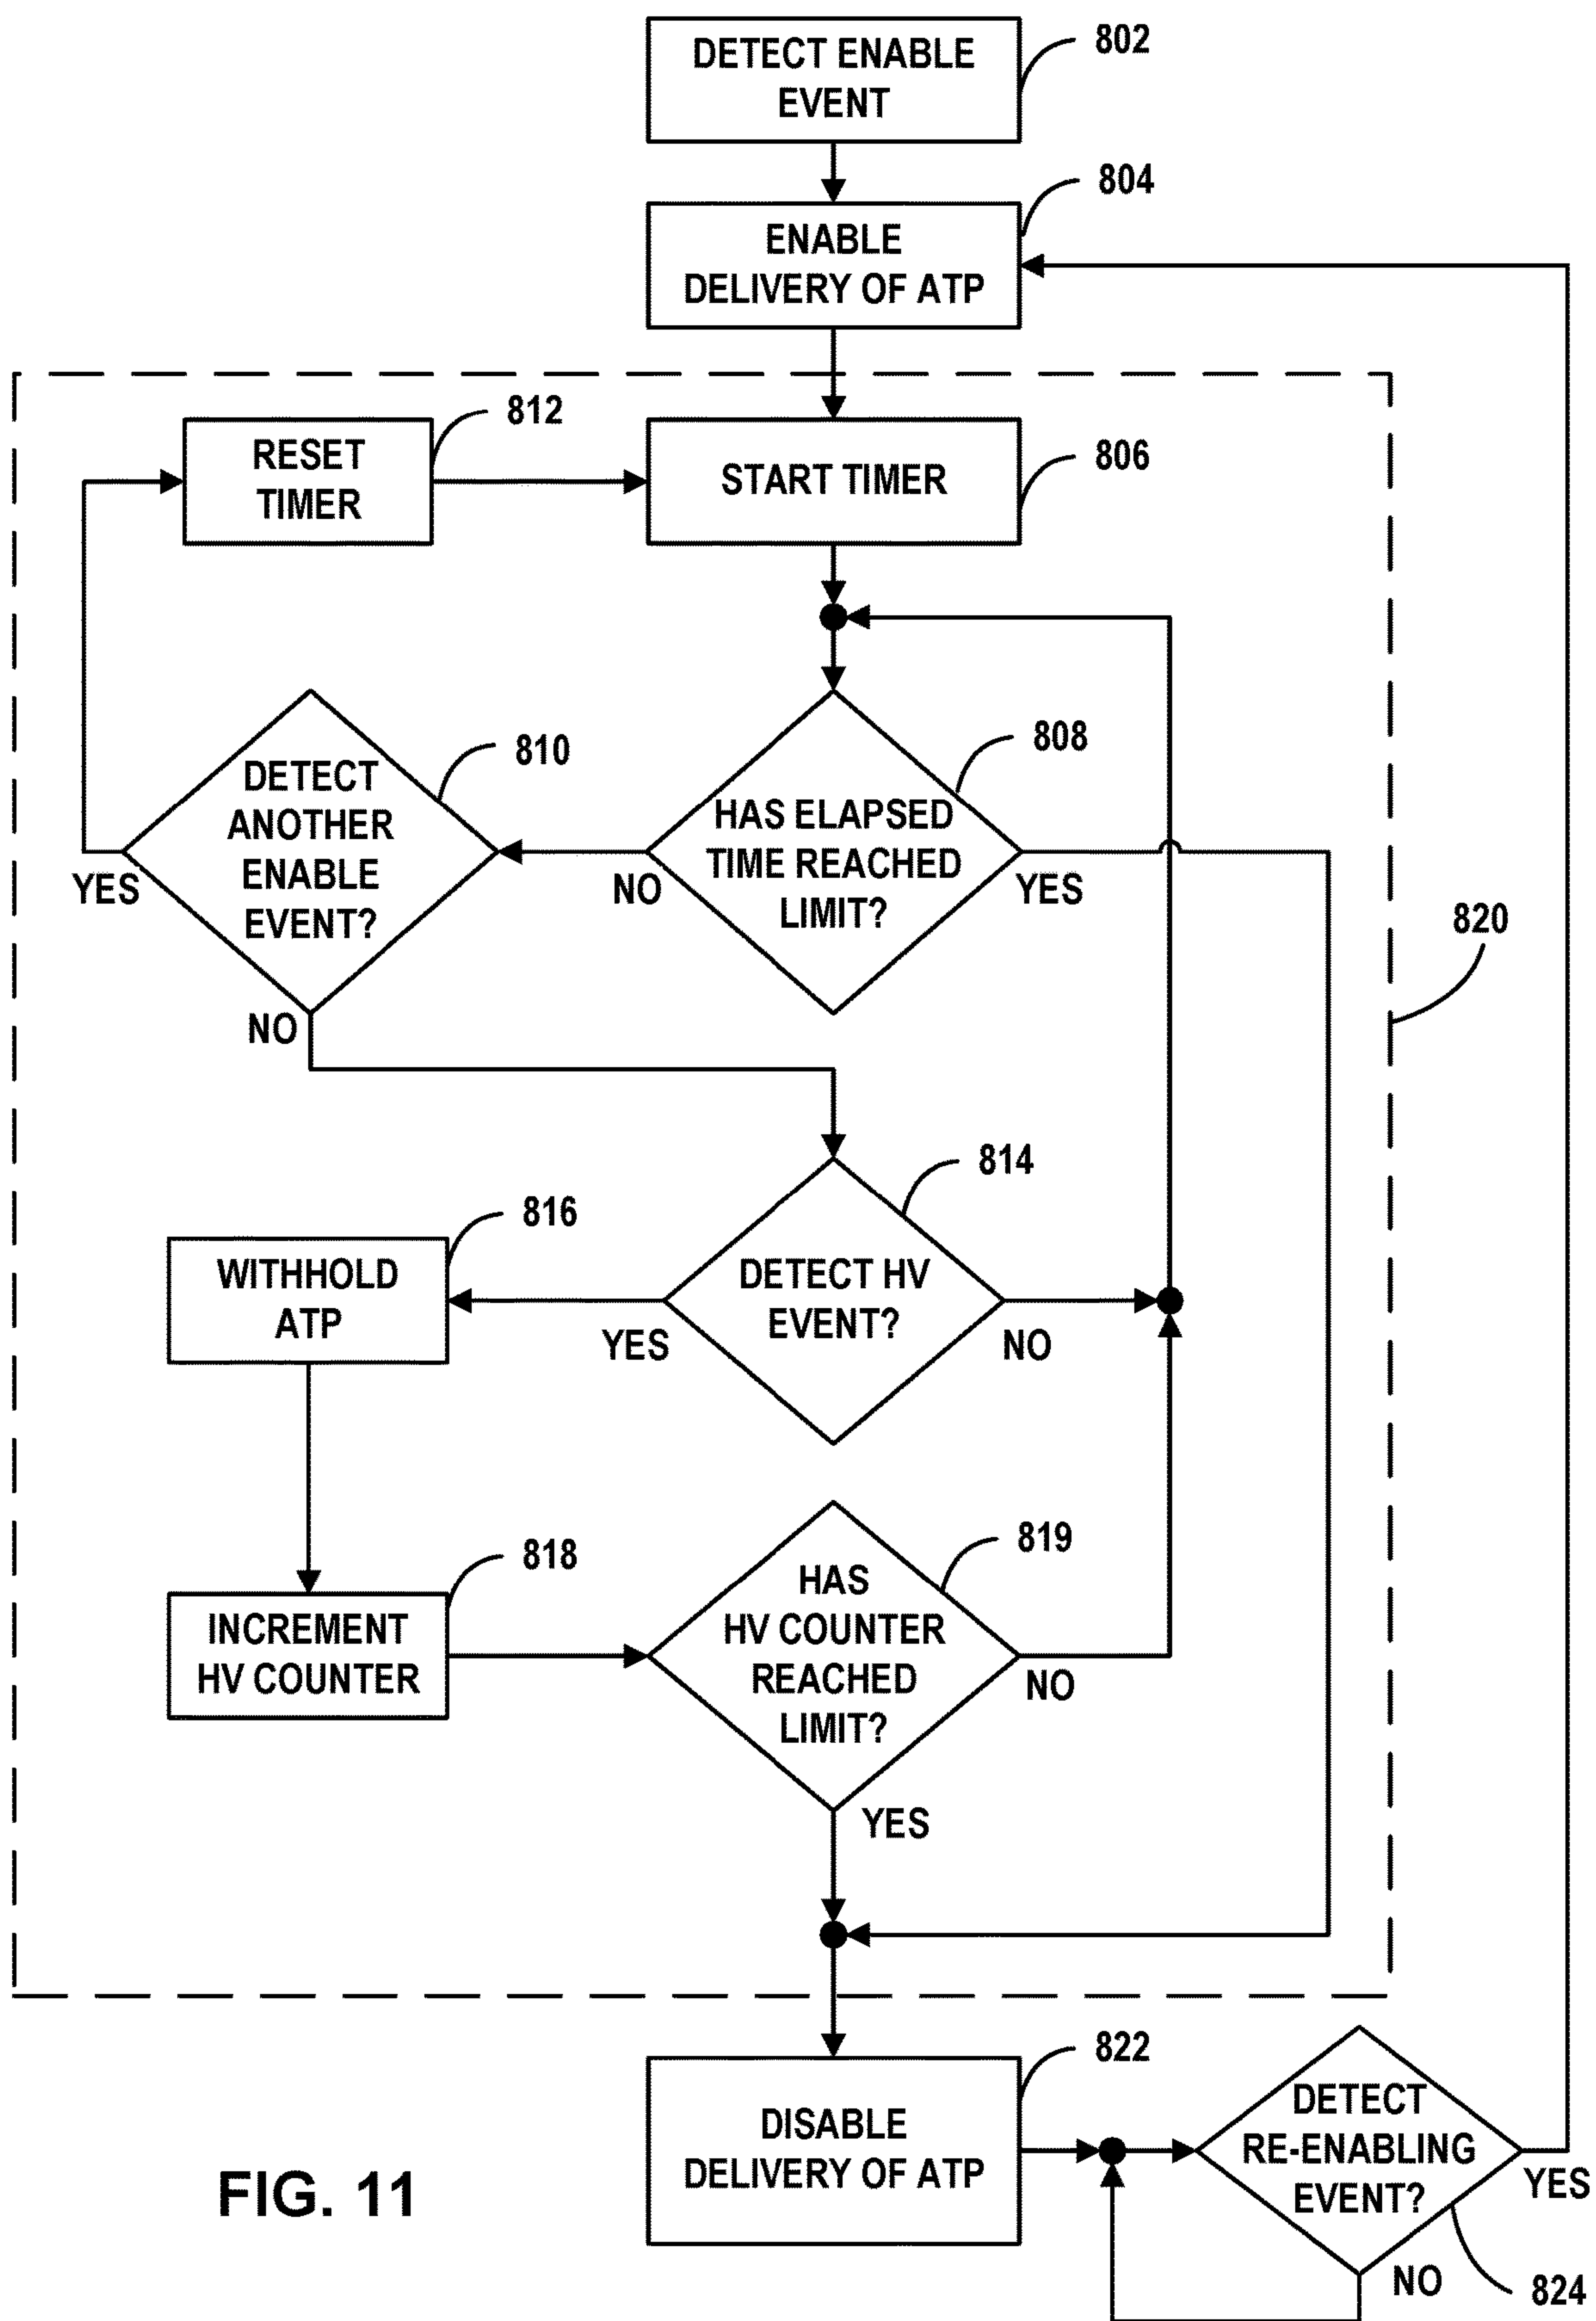 DETECT ENABLE
EVENT
802
ENABLE
DELIVERY OF ATP
804
RESET
TIMER
812
START TIMER
806
DETECT
ANOTHER
ENABLE
EVENT?
810
YES
NO
HAS ELAPSED
TIME REACHED
LIMIT?
808
NO
YES
820
DETECT HV
EVENT?
814
YES
NO
WITHHOLD
ATP
816
INCREMENT
HV COUNTER
818
HAS
HV COUNTER
REACHED
LIMIT?
819
NO
YES
DISABLE
DELIVERY OF ATP
822
DETECT
RE-ENABLING
EVENT?
YES
NO
824
FIG. 11